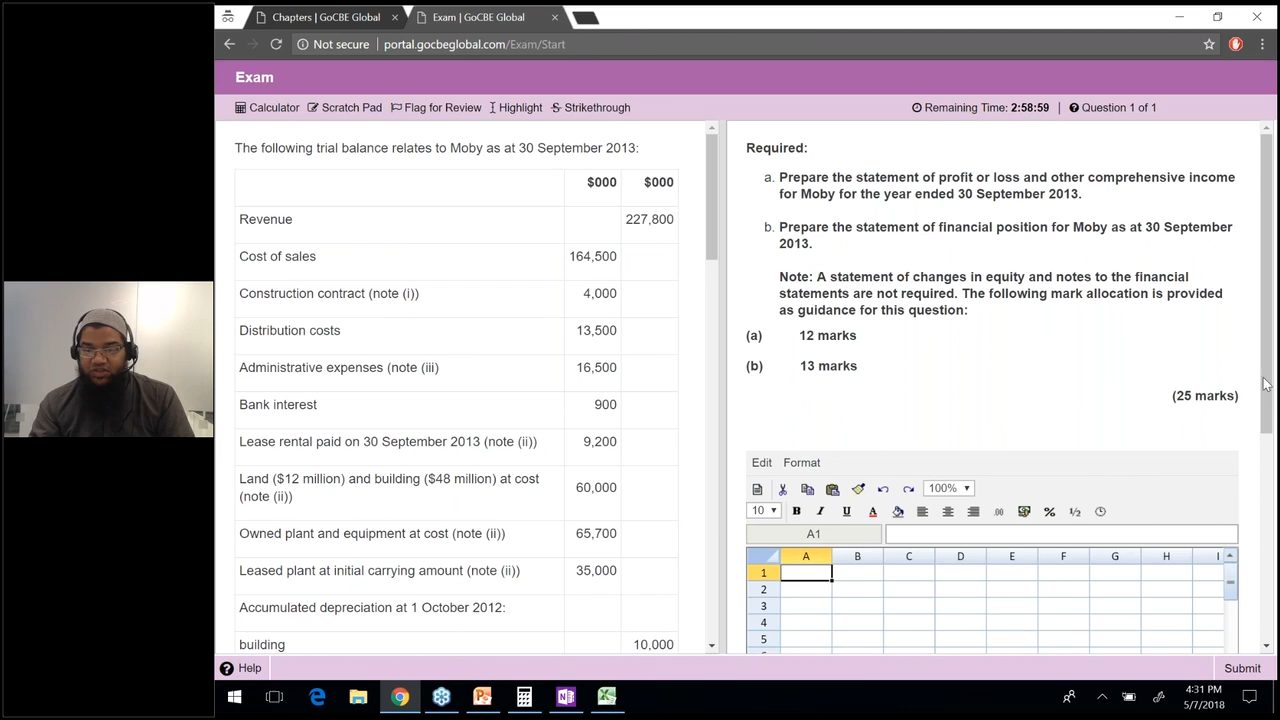 Chapters | GoCBE Global
Exam | GoCBE Global
Not secure | portal.gocbeglobal.com/Exam/Start
Exam
Calculator Scratch Pad Flag for Review Highlight Strikethrough Remaining Time: 2:58:59 Question 1 of 1
The following trial balance relates to Moby as at 30 September 2013:
$000 $000
Revenue 227,800
Cost of sales 164,500
Construction contract (note (i)) 4,000
Distribution costs 13,500
Administrative expenses (note (iii) 16,500
Bank interest 900
Lease rental paid on 30 September 2013 (note (ii)) 9,200
Land ($12 million) and building ($48 million) at cost
(note (ii)) 60,000
Owned plant and equipment at cost (note (ii)) 65,700
Leased plant at initial carrying amount (note (ii)) 35,000
Accumulated depreciation at 1 October 2012:
building 10,000
Required:
a. Prepare the statement of profit or loss and other comprehensive income
for Moby for the year ended 30 September 2013.
b. Prepare the statement of financial position for Moby as at 30 September
2013.
Note: A statement of changes in equity and notes to the financial
statements are not required. The following mark allocation is provided
as guidance for this question:
(a) 12 marks
(b) 13 marks
(25 marks)
Edit Format
100%
10 B I U A .00 % 1/2
A1
A B C D E F G H I
1
2
3
4
5
Help Submit
4:31 PM
5/7/2018